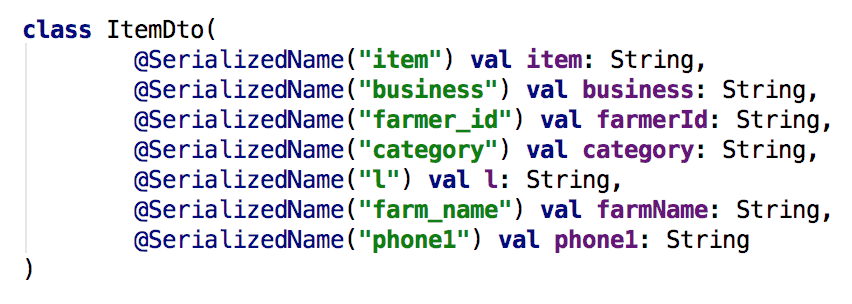 class ItemDto(
@SerializedName("item") val item: String,
@SerializedName("business") val business: String,
@SerializedName("farmer_id") val farmerId: String,
@SerializedName("category") val category: String,
@SerializedName("l") val l: String,
@SerializedName("farm_name") val farmName: String,
@SerializedName("phone1") val phone1: String
)